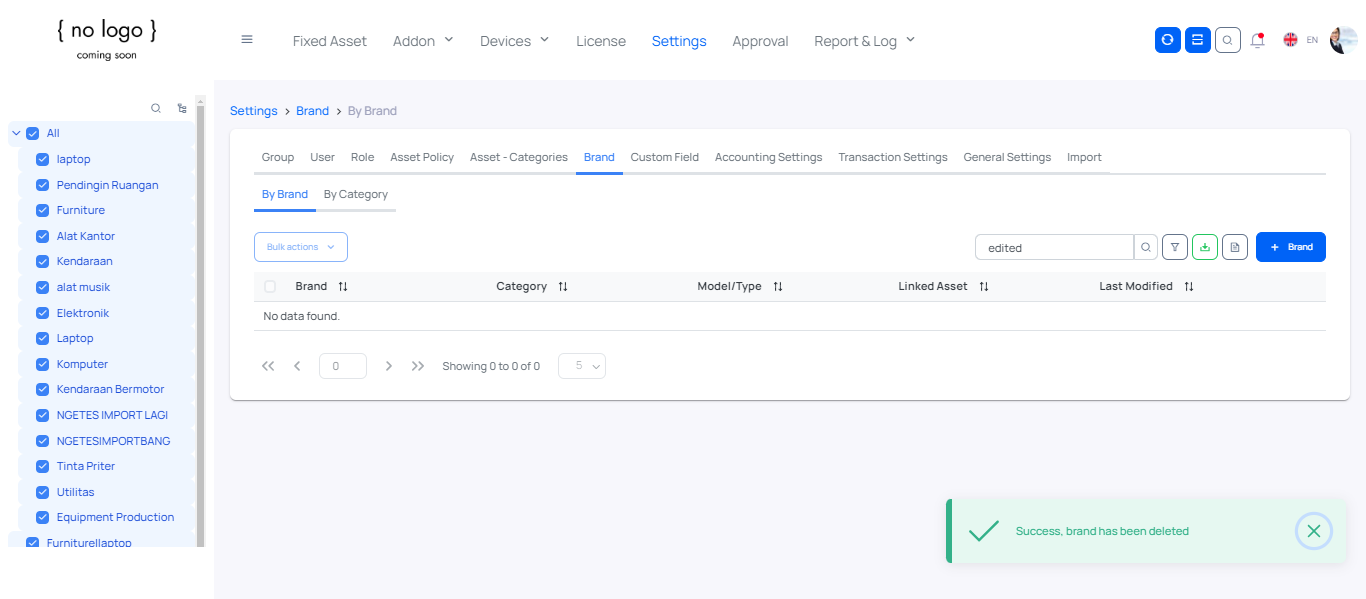 { no logo }
coming soon
Fixed Asset Addon Devices License Settings Approval Report & Log EN
All
laptop
Pendingin Ruangan
Furniture
Alat Kantor
Kendaraan
alat musik
Elektronik
Laptop
Komputer
Kendaraan Bermotor
NGETES IMPORT LAGI
NGETESIMPORTBANG
Tinta Priter
Utilitas
Equipment Production
Furniturellaptop
Settings > Brand > By Brand
Group User Role Asset Policy Asset - Categories Brand Custom Field Accounting Settings Transaction Settings General Settings Import
By Brand By Category
Bulk actions edited + Brand
Brand Category Model/Type Linked Asset Last Modified
No data found.
0 Showing 0 to 0 of 0 5
Success, brand has been deleted